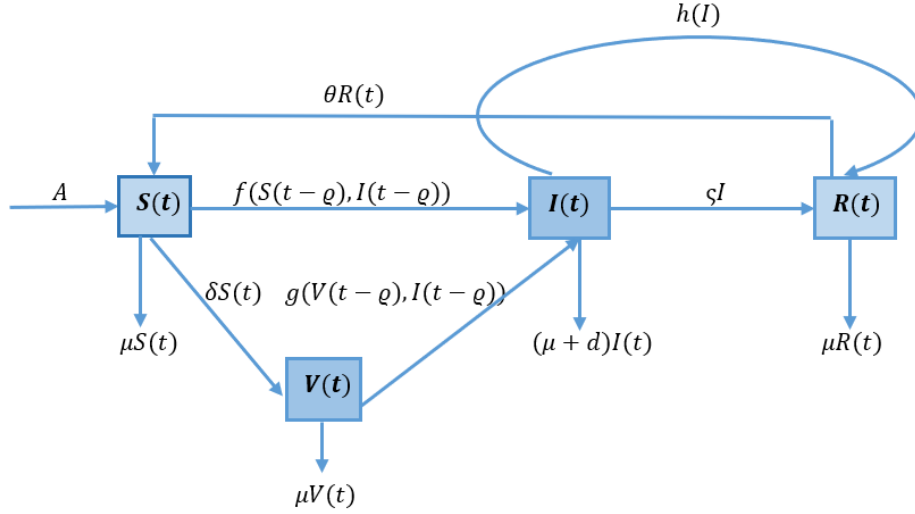 h(I)
θR(t)
A
S(t)
f(S(t − ϱ), I(t − ϱ))
I(t)
ςI
R(t)
δS(t) g(V(t − ϱ), I(t − ϱ))
μS(t)
(μ + d)I(t)
μR(t)
V(t)
μV(t)